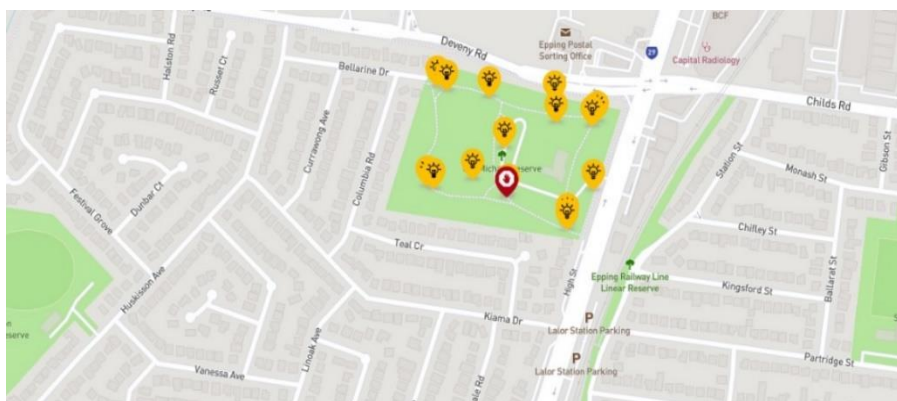 BCF
Halston Rd
Russet Ct
Deveny Rd
Epping Postal
Sorting Office
29
Capital Radiology
Bellarine Dr
Childs Rd
Currawong Ave
Columbia Rd
Station St
Gibson St
Monash St
Dunbar Ct
Festival Grove
Chifley St
Teal Cr
Huskisson Ave
High St
Epping Railway Line
Linear Reserve
Kingsford St
Ballarat St
Kiama Dr
P
Lalor Station Parking
Linoak Ave
Partridge St
P
Lalor Station Parking
Vanessa Ave